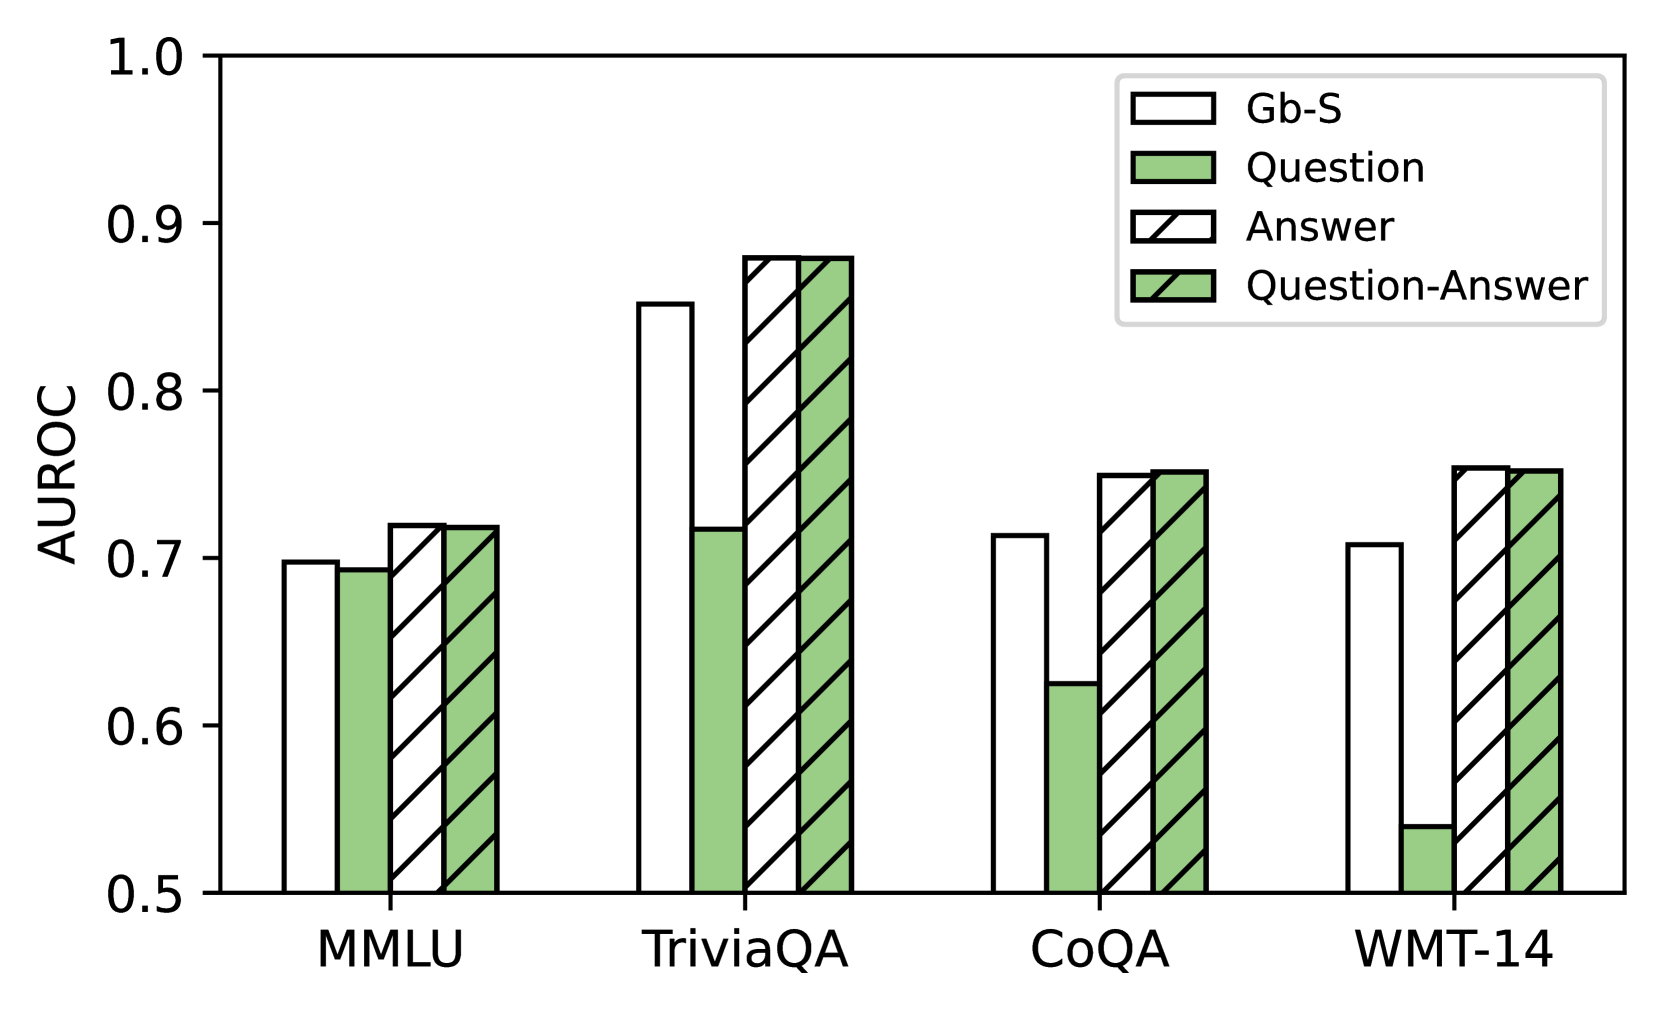 1.0
0.9
0.8
0.7
0.6
0.5
AUROC
Gb-S
Question
Answer
Question-Answer
MMLU TriviaQA CoQA WMT-14